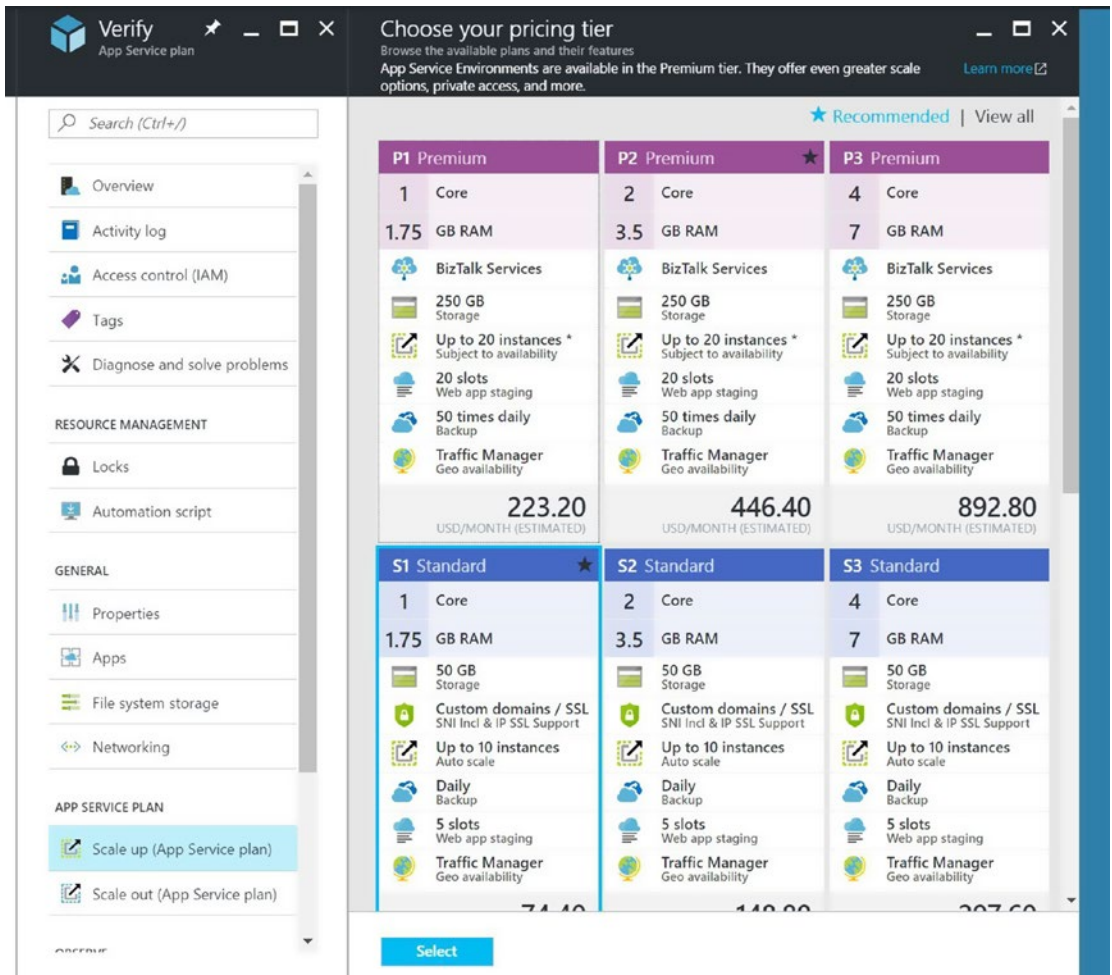 Verify
App Service plan
Search (Ctrl+/)
Overview
Activity log
Access control (IAM)
Tags
Diagnose and solve problems
RESOURCE MANAGEMENT
Locks
Automation script
GENERAL
Properties
Apps
File system storage
Networking
APP SERVICE PLAN
Scale up (App Service plan)
Scale out (App Service plan)
OBSERVE
Choose your pricing tier
Browse the available plans and their features
App Service Environments are available in the Premium tier. They offer even greater scale
options, private access, and more.
Learn more
Recommended | View all
P1 Premium
1 Core
1.75 GB RAM
BizTalk Services
250 GB
Storage
Up to 20 instances *
Subject to availability
20 slots
Web app staging
50 times daily
Backup
Traffic Manager
Geo availability
223.20
USD/MONTH (ESTIMATED)
P2 Premium
2 Core
3.5 GB RAM
BizTalk Services
250 GB
Storage
Up to 20 instances *
Subject to availability
20 slots
Web app staging
50 times daily
Backup
Traffic Manager
Geo availability
446.40
USD/MONTH (ESTIMATED)
P3 Premium
4 Core
7 GB RAM
BizTalk Services
250 GB
Storage
Up to 20 instances *
Subject to availability
20 slots
Web app staging
50 times daily
Backup
Traffic Manager
Geo availability
892.80
USD/MONTH (ESTIMATED)
S1 Standard
1 Core
1.75 GB RAM
50 GB
Storage
Custom domains / SSL
SNI Incl & IP SSL Support
Up to 10 instances
Auto scale
Daily
Backup
5 slots
Web app staging
Traffic Manager
Geo availability
74.40
S2 Standard
2 Core
3.5 GB RAM
50 GB
Storage
Custom domains / SSL
SNI Incl & IP SSL Support
Up to 10 instances
Auto scale
Daily
Backup
5 slots
Web app staging
Traffic Manager
Geo availability
148.80
S3 Standard
4 Core
7 GB RAM
50 GB
Storage
Custom domains / SSL
SNI Incl & IP SSL Support
Up to 10 instances
Auto scale
Daily
Backup
5 slots
Web app staging
Traffic Manager
Geo availability
297.60
Select